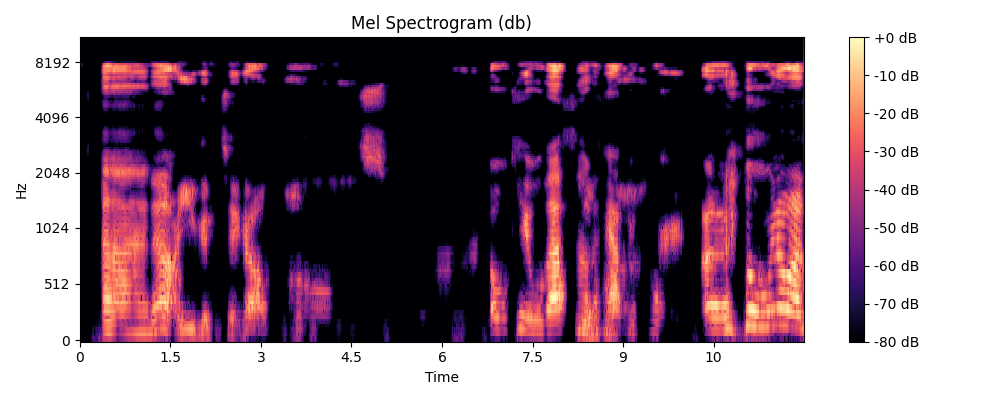 Mel Spectrogram (db)
8192
4096
2048
1024
512
0
Hz
0 1.5 3 4.5 6 7.5 9 10
Time
+0 dB
-10 dB
-20 dB
-30 dB
-40 dB
-50 dB
-60 dB
-70 dB
-80 dB